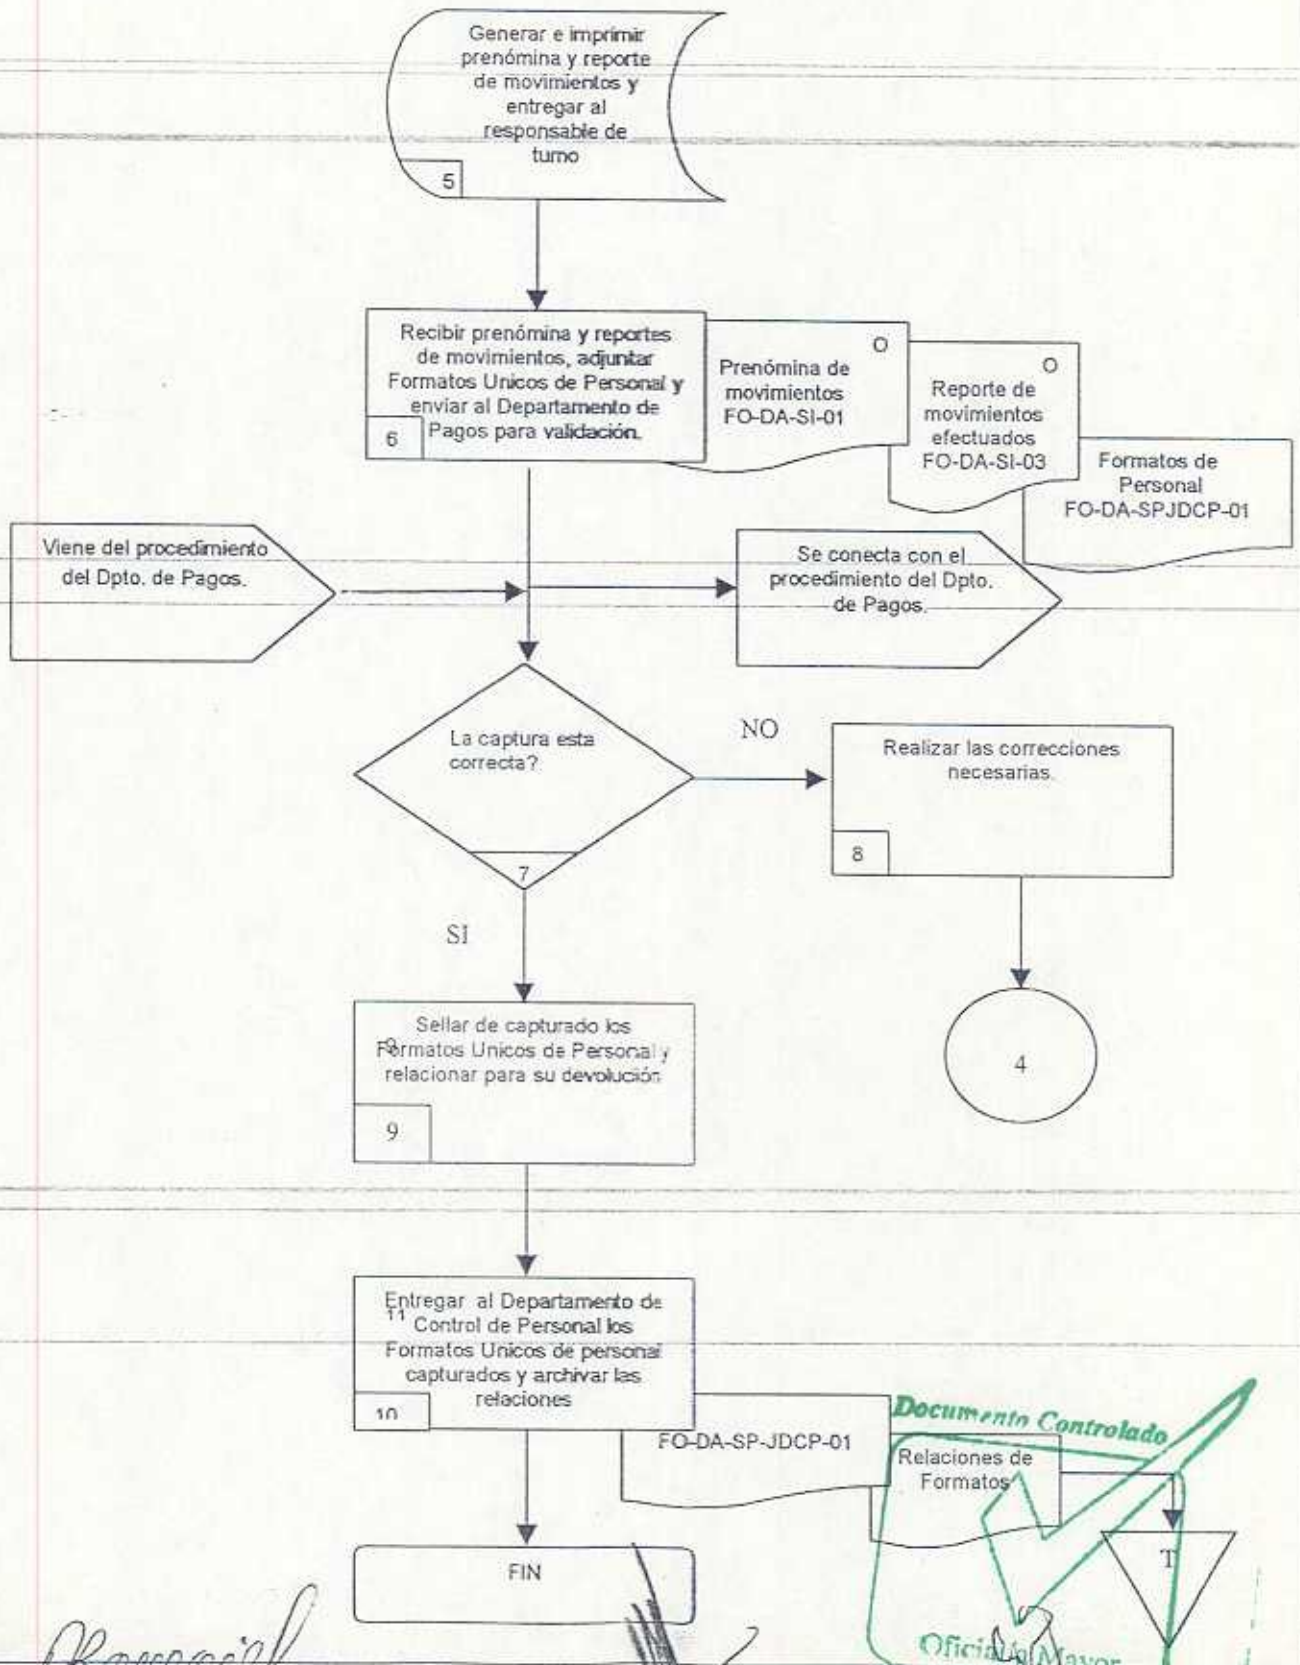 Generar e imprimir
prenómina y reporte
de movimientos y
entregar al
responsable de
turno
5
Recibir prenómina y reportes
de movimientos, adjuntar
Formatos Unicos de Personal y
enviar al Departamento de
Pagos para validación.
6
O
Prenómina de
movimientos
FO-DA-SI-01
O
Reporte de
movimientos
efectuados
FO-DA-SI-03
Formatos de
Personal
FO-DA-SPJDCP-01
Viene del procedimiento
del Dpto. de Pagos.
Se conecta con el
procedimiento del Dpto.
de Pagos.
La captura esta
correcta?
7
NO
Realizar las correcciones
necesarias.
8
SI
4
Sellar de capturado los
Formatos Unicos de Personal y
relacionar para su devolución
9
9
Entregar al Departamento de
11
Control de Personal los
Formatos Unicos de personal
capturados y archivar las
relaciones
10
FO-DA-SP-JDCP-01
Documento Controlado
Relaciones de
Formatos
T
FIN
Oficialía Mayor